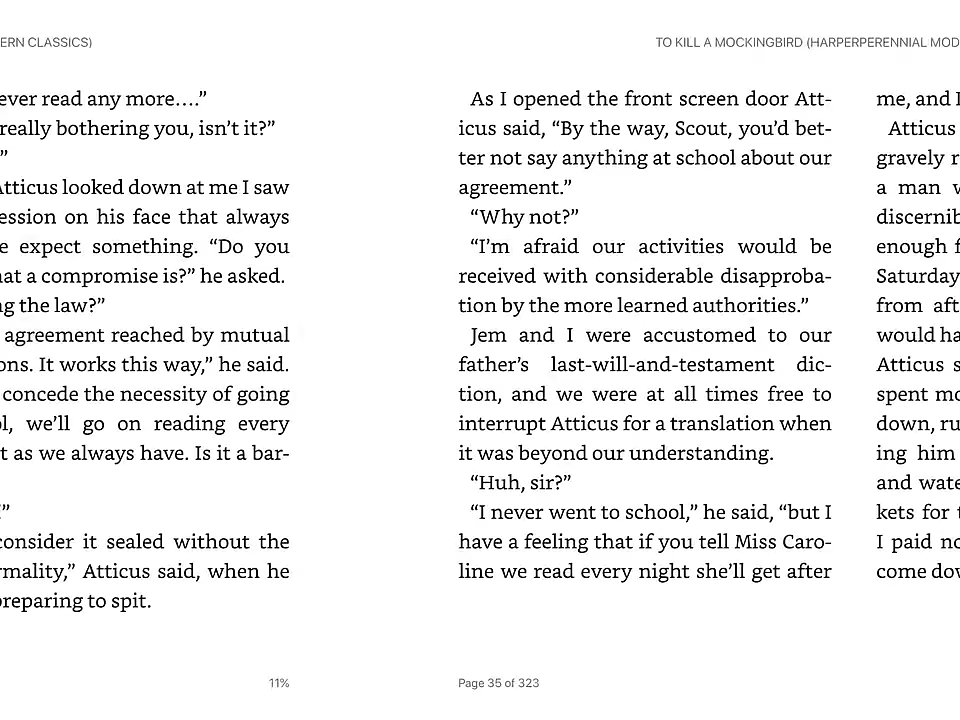 ERN CLASSICS)
ever read any more….”
really bothering you, isn’t it?”
”
Atticus looked down at me I saw
ession on his face that always
e expect something. “Do you
hat a compromise is?” he asked.
ng the law?”
agreement reached by mutual
ons. It works this way,” he said.
concede the necessity of going
ol, we’ll go on reading every
t as we always have. Is it a bar-
”
consider it sealed without the
rmality,” Atticus said, when he
preparing to spit.
11%
TO KILL A MOCKINGBIRD (HARPERPERENNIAL MOD
As I opened the front screen door Att-
icus said, “By the way, Scout, you’d bet-
ter not say anything at school about our
agreement.”
“Why not?”
“I’m afraid our activities would be
received with considerable disapproba-
tion by the more learned authorities.”
Jem and I were accustomed to our
father’s last-will-and-testament dic-
tion, and we were at all times free to
interrupt Atticus for a translation when
it was beyond our understanding.
“Huh, sir?”
“I never went to school,” he said, “but I
have a feeling that if you tell Miss Caro-
line we read every night she’ll get after
Page 35 of 323
me, and I
Atticus
gravely r
a man w
discernib
enough f
Saturday
from aft
would ha
Atticus s
spent mo
down, ru
ing him
and wate
kets for t
I paid no
come dow